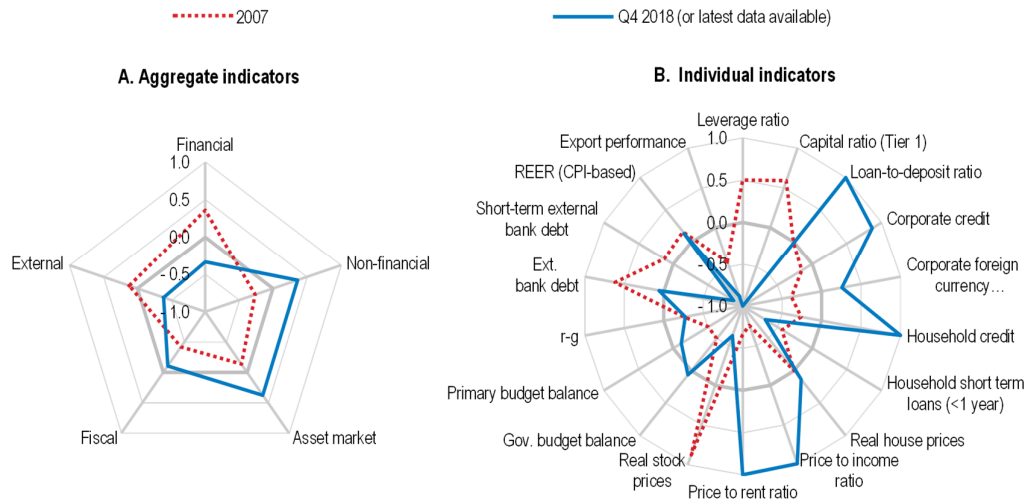 2007
Q4 2018 (or latest data available)
A. Aggregate indicators
B. Individual indicators
Financial
1.0
0.5
0.0
- 0.5
- 1.0
External
Non-financial
Fiscal
Asset market
Leverage ratio
1.0
0.5
0.0
- 0.5
- 1.0
Capital ratio (Tier 1)
Loan-to-deposit ratio
Corporate credit
Corporate foreign
currency…
Household credit
Household short term
loans (<1 year)
Real house prices
Price to income
ratio
Price to rent ratio
Real stock
prices
Gov. budget balance
Primary budget balance
r-g
Ext.
bank debt
Short-term external
bank debt
REER (CPI-based)
Export performance